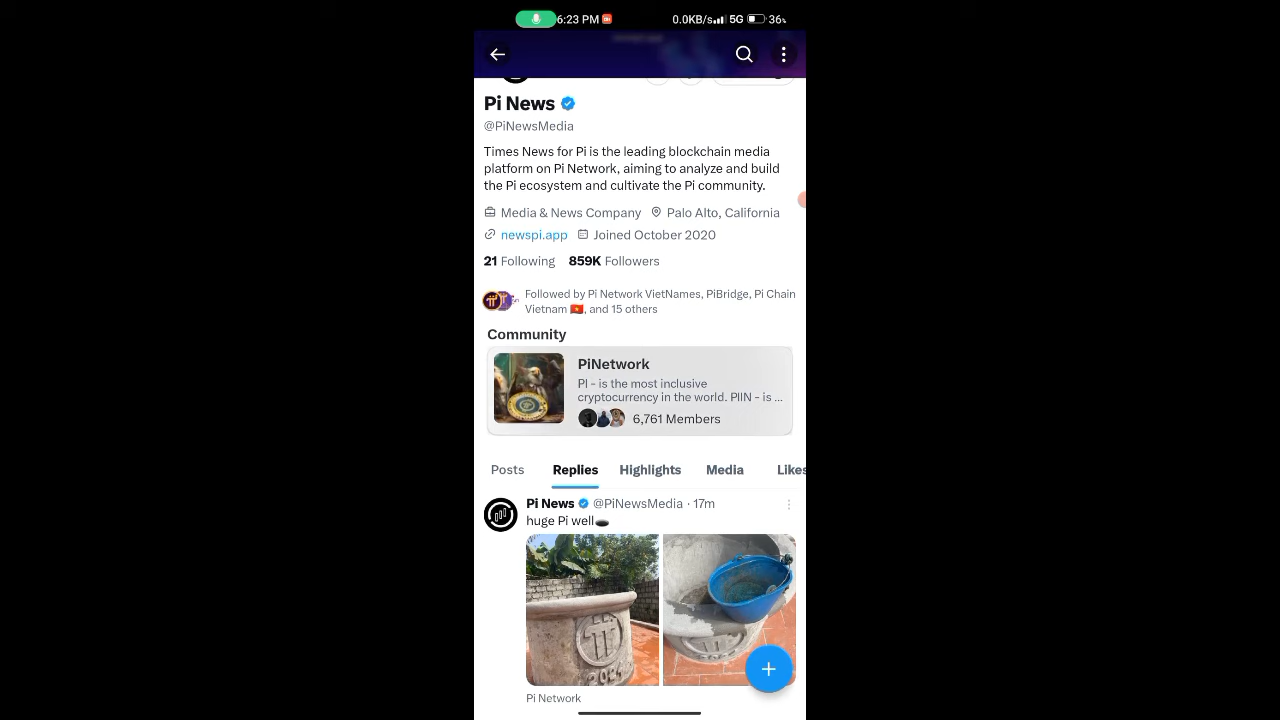 6:23 PM 0.0KB/s 5G 36%
Pi News
@PiNewsMedia
Times News for Pi is the leading blockchain media
platform on Pi Network, aiming to analyze and build
the Pi ecosystem and cultivate the Pi community.
Media & News Company Palo Alto, California
newspi.app Joined October 2020
21 Following 859K Followers
Followed by Pi Network VietNames, PiBridge, Pi Chain
Vietnam 🇻🇳, and 15 others
Community
PiNetwork
PI - is the most inclusive
cryptocurrency in the world. PIIN - is ...
6,761 Members
Posts Replies Highlights Media Likes
Pi News @PiNewsMedia · 17m
huge Pi well🕳️
Pi Network